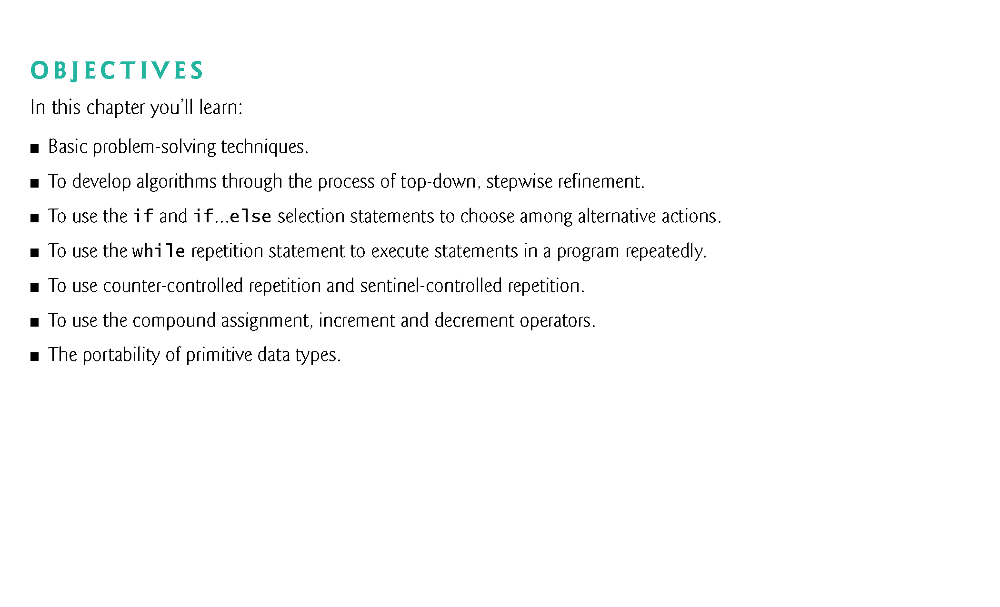 OBJECTIVES
In this chapter you’ll learn:
■ Basic problem-solving techniques.
■ To develop algorithms through the process of top-down, stepwise refinement.
■ To use the if and if...else selection statements to choose among alternative actions.
■ To use the while repetition statement to execute statements in a program repeatedly.
■ To use counter-controlled repetition and sentinel-controlled repetition.
■ To use the compound assignment, increment and decrement operators.
■ The portability of primitive data types.